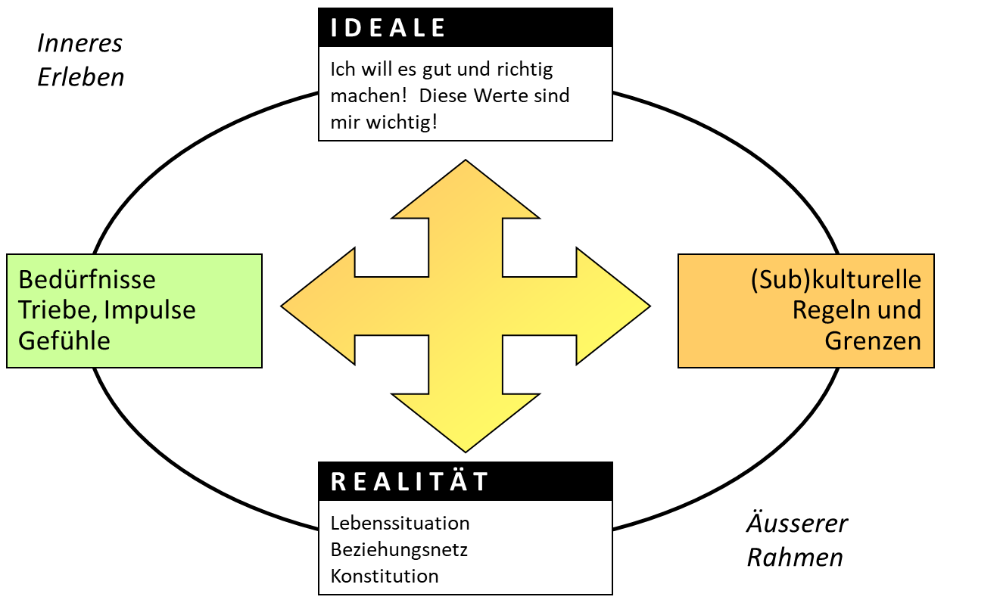 Inneres
Erleben
IDEALE
Ich will es gut und richtig
machen!  Diese Werte sind
mir wichtig!
Bedürfnisse
Triebe, Impulse
Gefühle
(Sub)kulturelle
Regeln und
Grenzen
REALITÄT
Lebenssituation
Beziehungsnetz
Konstitution
Äusserer
Rahmen